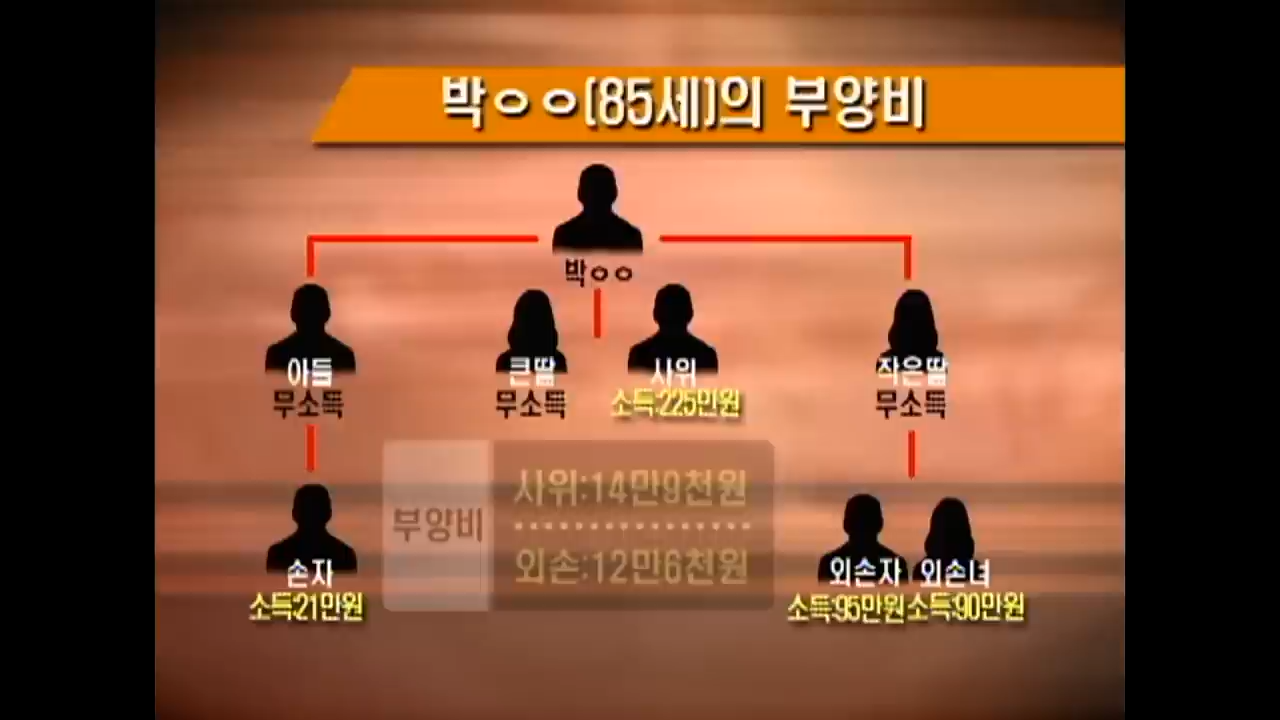 박ㅇㅇ(85세)의 부양비
박ㅇㅇ
아들
무소득
큰딸
무소득
사위
소득:225만원
작은딸
무소득
부양비
사위:14만9천원
외손:12만6천원
손자
소득:21만원
외손자
소득:95만원
외손녀
소득:90만원